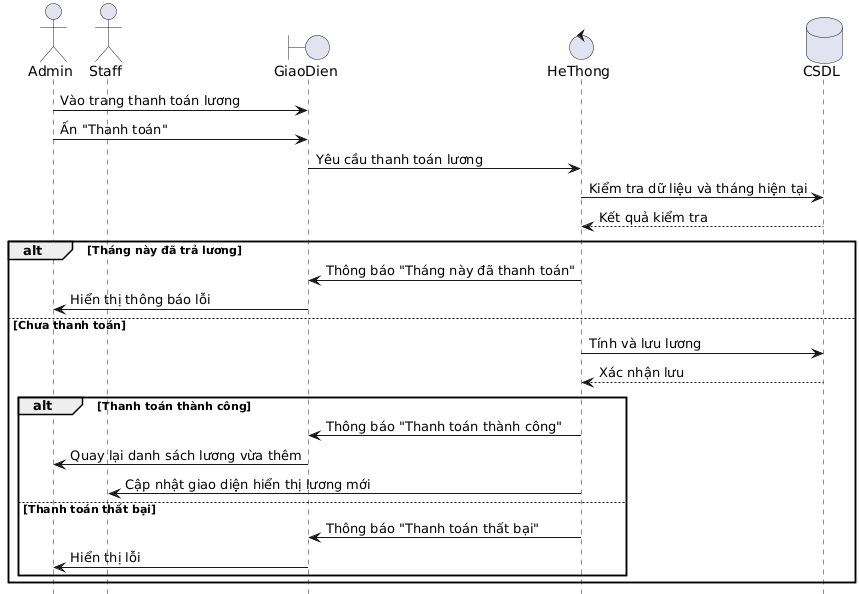 Admin
Staff
GiaoDien
HeThong
CSDL
Vào trang thanh toán lương
Ấn "Thanh toán"
Yêu cầu thanh toán lương
Kiểm tra dữ liệu và tháng hiện tại
Kết quả kiểm tra
alt [Tháng này đã trả lương]
Thông báo "Tháng này đã thanh toán"
Hiển thị thông báo lỗi
[Chưa thanh toán]
Tính và lưu lương
Xác nhận lưu
alt [Thanh toán thành công]
Thông báo "Thanh toán thành công"
Quay lại danh sách lương vừa thêm
Cập nhật giao diện hiển thị lương mới
[Thanh toán thất bại]
Thông báo "Thanh toán thất bại"
Hiển thị lỗi
Admin
Staff
GiaoDien
HeThong
CSDL